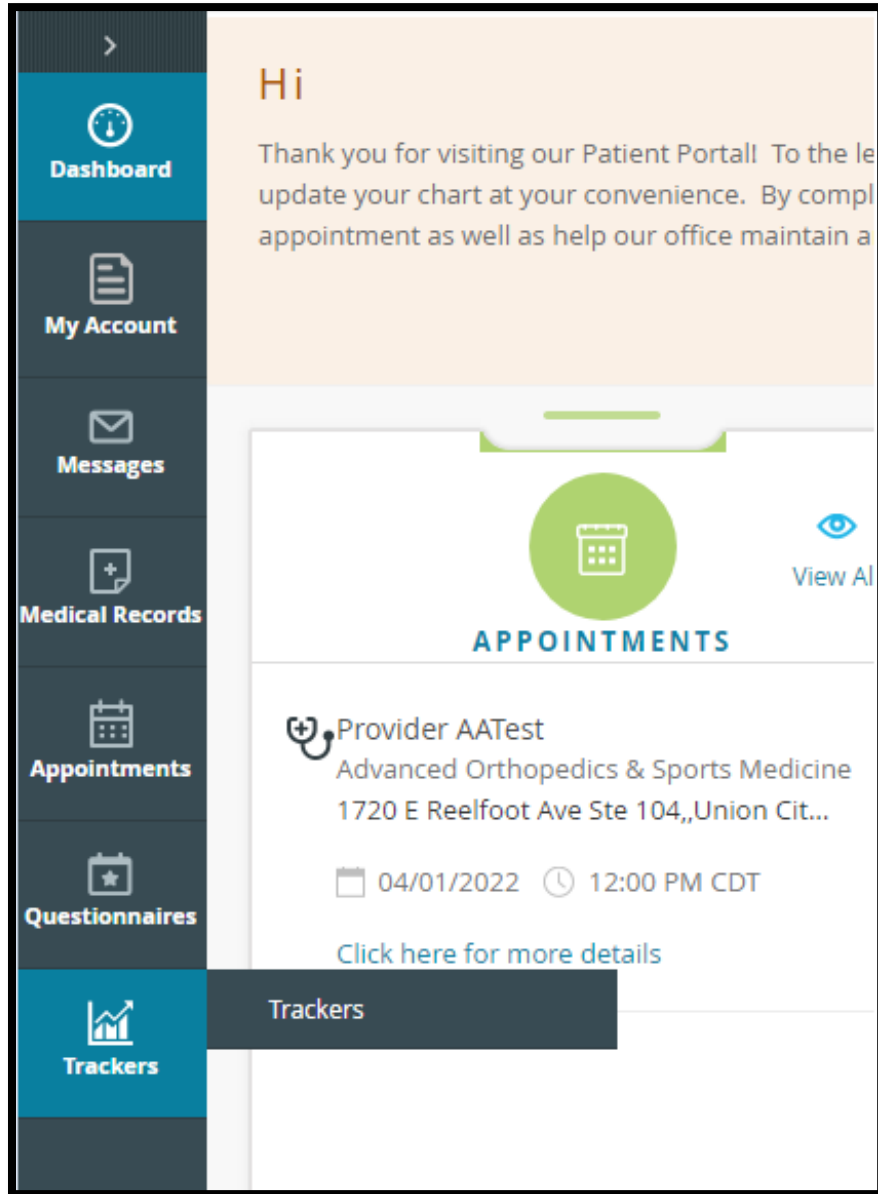 Dashboard
My Account
Messages
Medical Records
Appointments
Questionnaires
Trackers
Trackers
Hi
Thank you for visiting our Patient Portal! To the le
update your chart at your convenience. By compl
appointment as well as help our office maintain a
View Al
APPOINTMENTS
Provider AATest
Advanced Orthopedics & Sports Medicine
1720 E Reelfoot Ave Ste 104,,Union Cit...
04/01/2022 12:00 PM CDT
Click here for more details